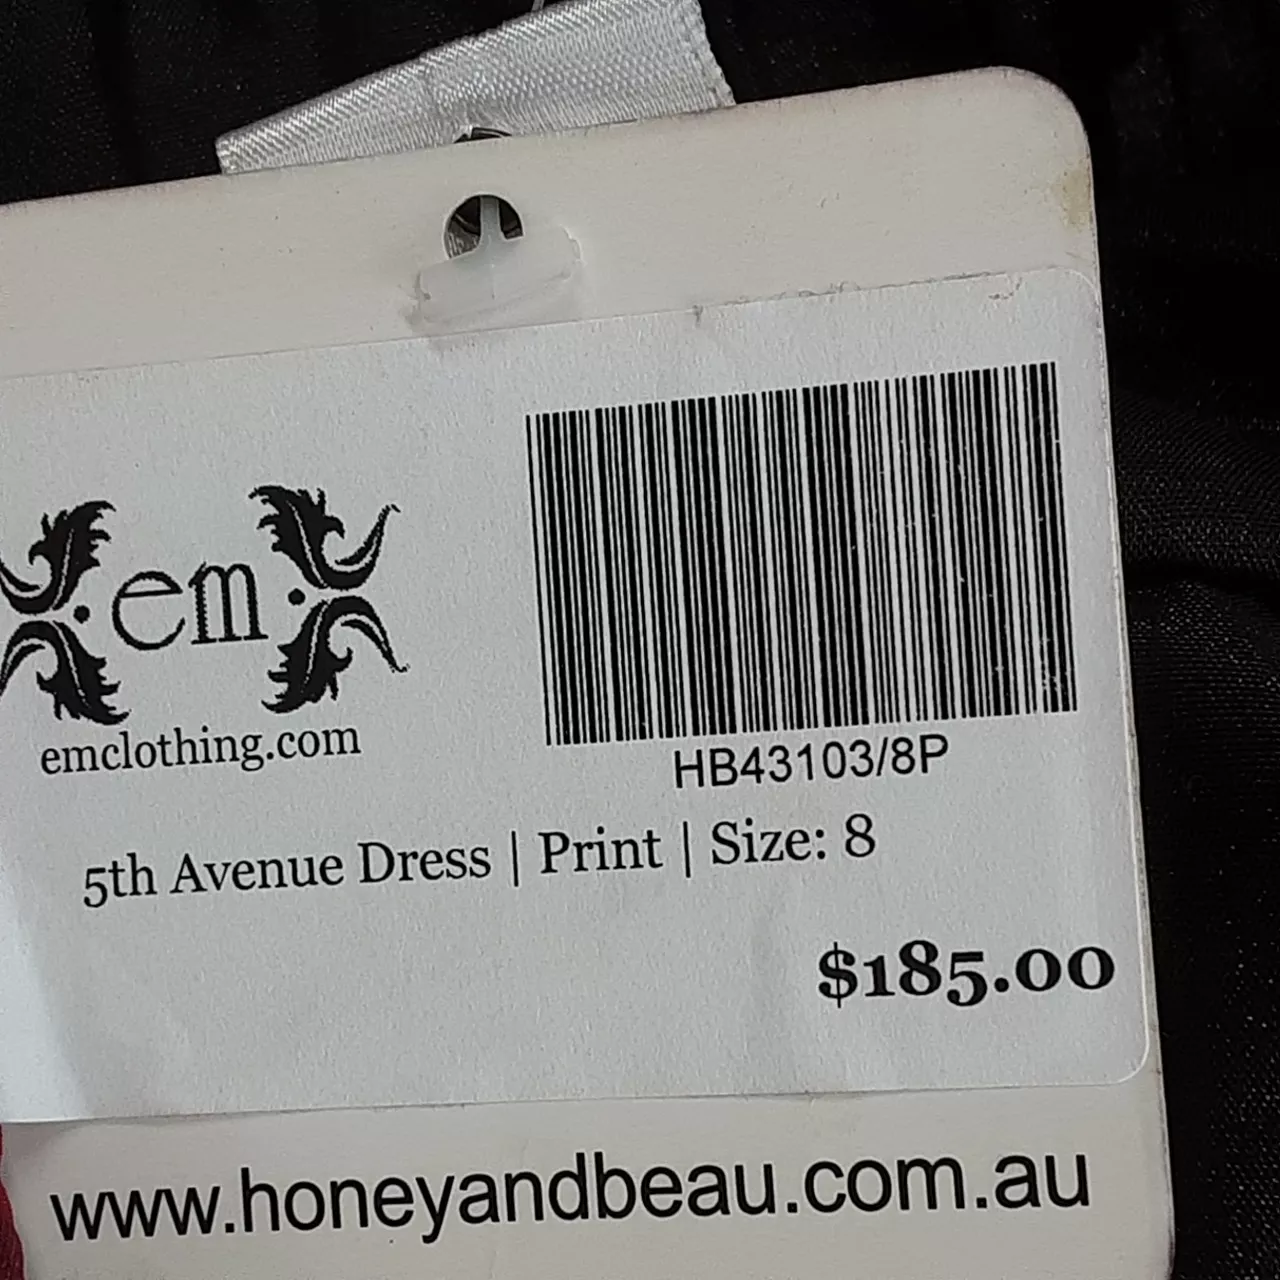 em
emclothing.com
HB43103/8P
5th Avenue Dress | Print | Size: 8
$185.00
www.honeyandbeau.com.au